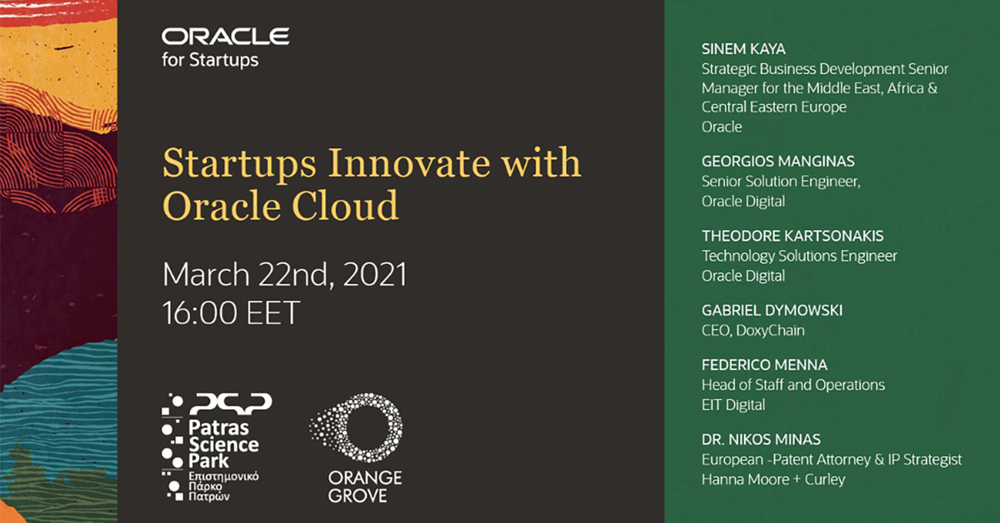 ORACLE
for Startups
Startups Innovate with
Oracle Cloud
March 22nd, 2021
16:00 EET
PSP
Patras
Science
Park
Επιστημονικό
Πάρκο
Πατρών
ORANGE
GROVE
SINEM KAYA
Strategic Business Development Senior
Manager for the Middle East, Africa &
Central Eastern Europe
Oracle
GEORGIOS MANGINAS
Senior Solution Engineer,
Oracle Digital
THEODORE KARTSONAKIS
Technology Solutions Engineer
Oracle Digital
GABRIEL DYMOWSKI
CEO, DoxyChain
FEDERICO MENNA
Head of Staff and Operations
EIT Digital
DR. NIKOS MINAS
European -Patent Attorney & IP Strategist
Hanna Moore + Curley